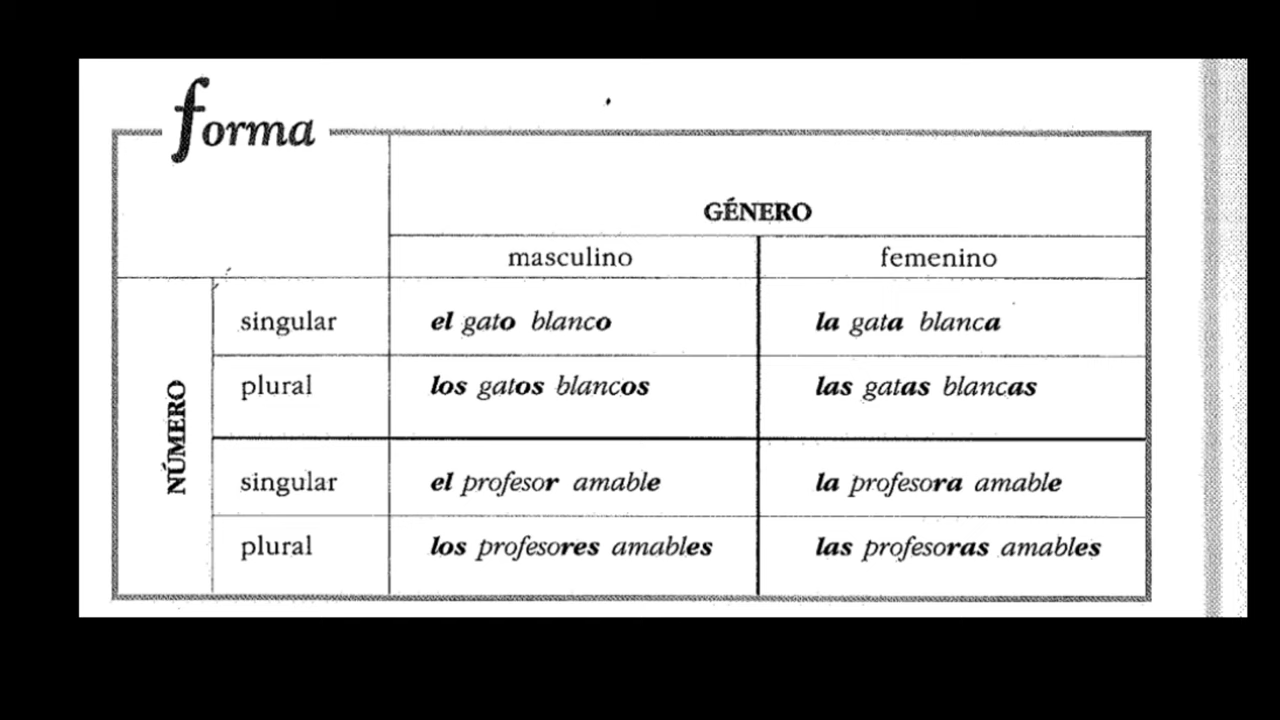 forma
GÉNERO
masculino femenino
NÚMERO
singular el gato blanco la gata blanca
plural los gatos blancos las gatas blancas
singular el profesor amable la profesora amable
plural los profesores amables las profesoras amables